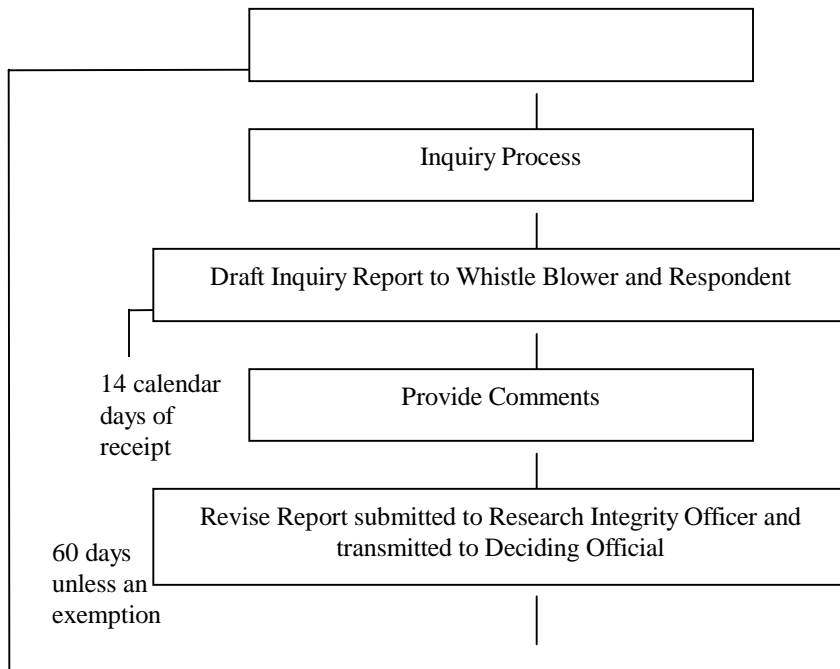 Inquiry Process
Draft Inquiry Report to Whistle Blower and Respondent
14 calendar
days of
receipt
Provide Comments
Revise Report submitted to Research Integrity Officer and
transmitted to Deciding Official
60 days
unless an
exemption